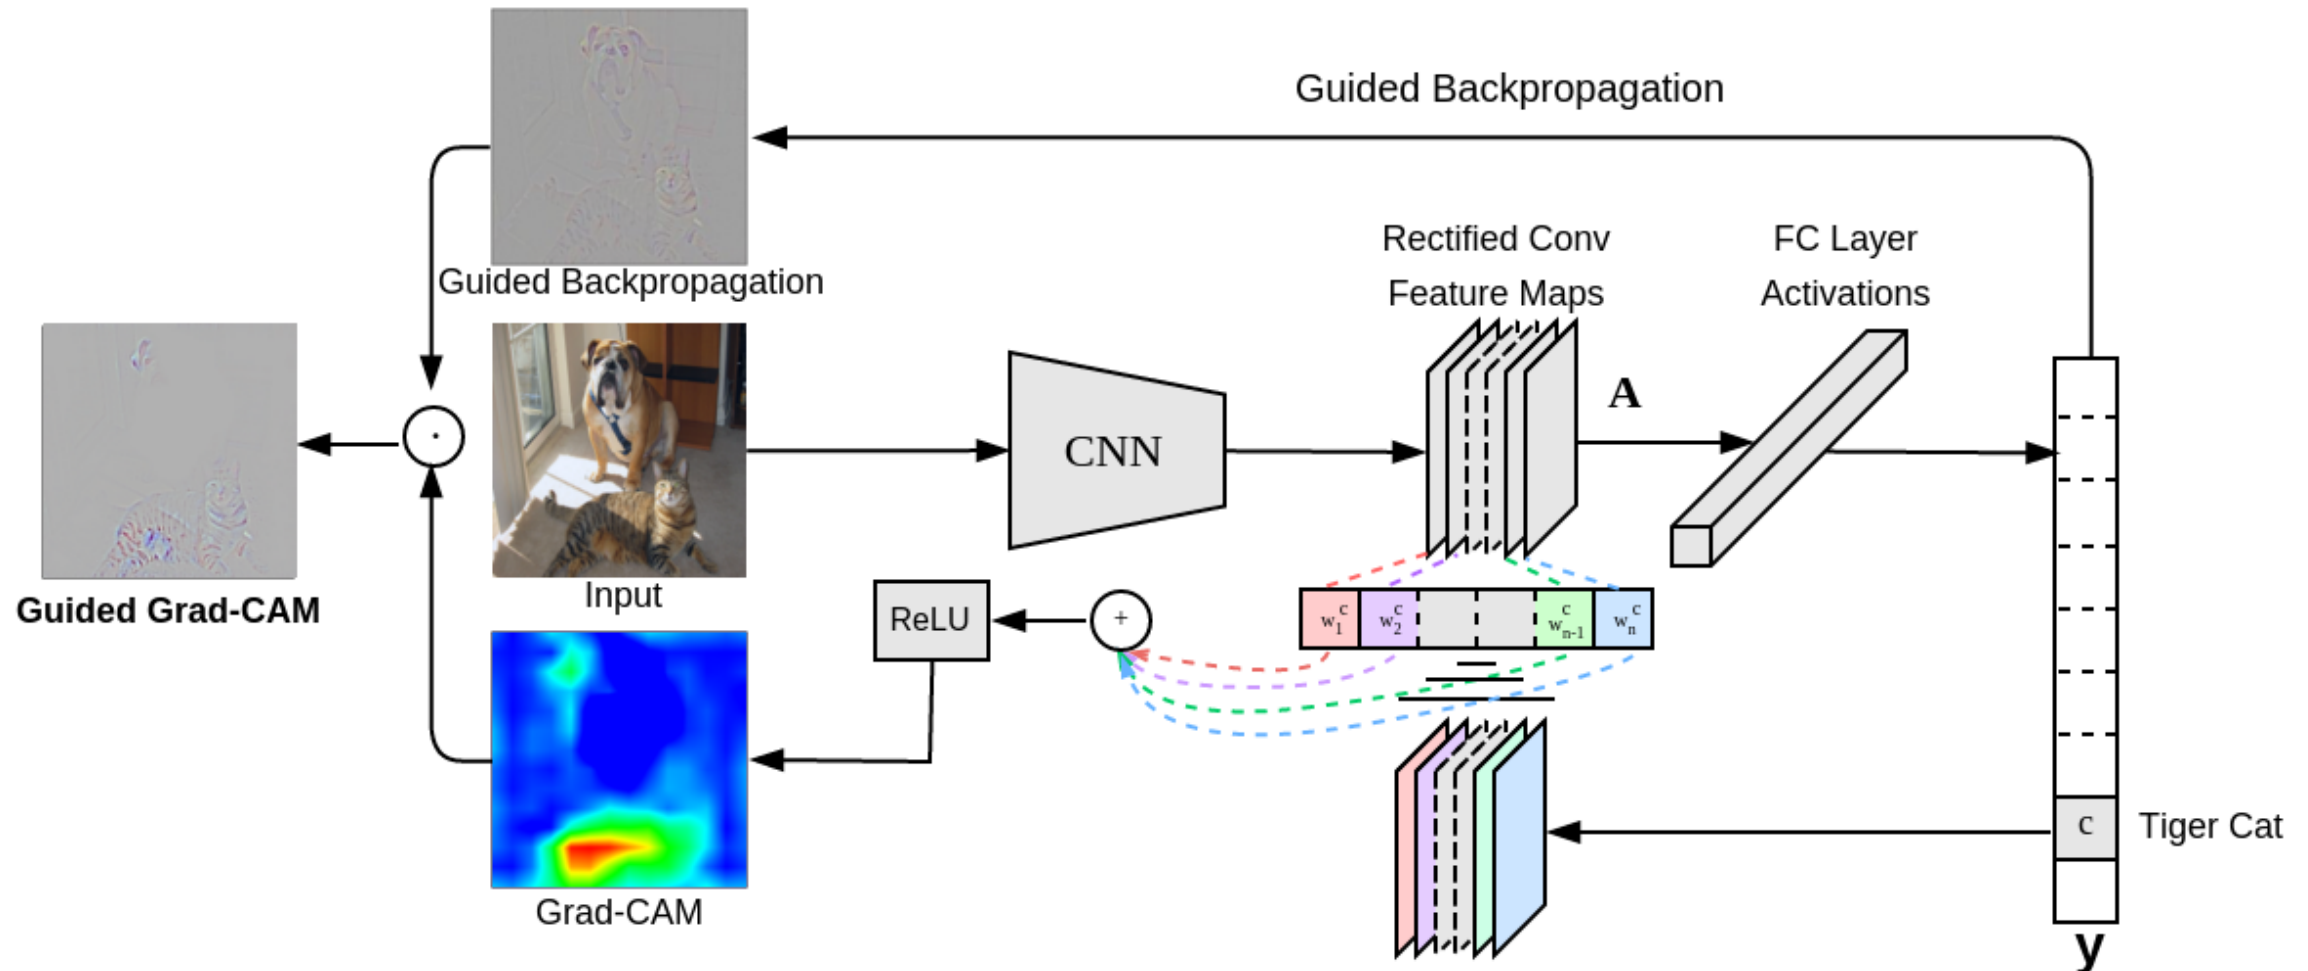 Guided Backpropagation
Guided Backpropagation
Rectified Conv
Feature Maps
FC Layer
Activations
A
CNN
Input
Guided Grad-CAM
ReLU
+
w₁ᶜ w₂ᶜ wₙ₋₁ᶜ wₙᶜ
c
Tiger Cat
Grad-CAM
y